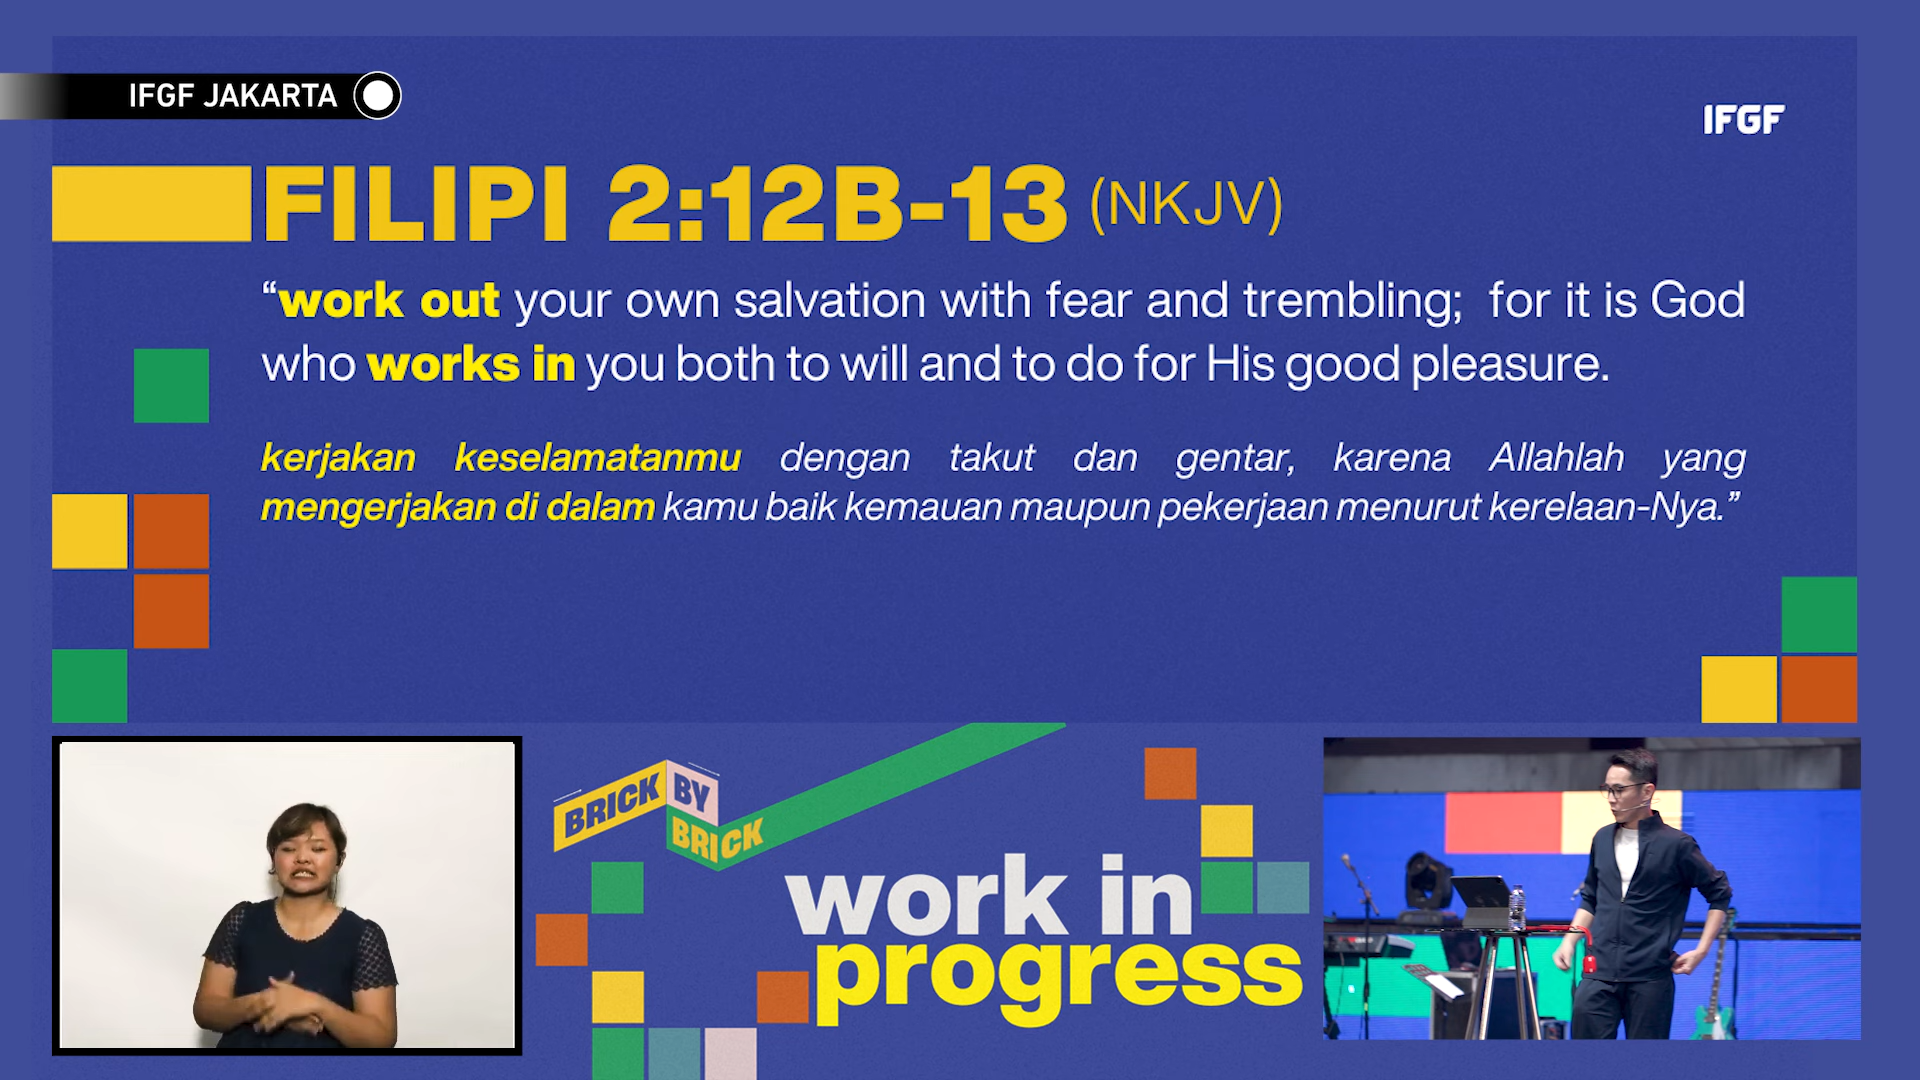 IFGF JAKARTA
IFGF
FILIPI 2:12B-13 (NKJV)
“work out your own salvation with fear and trembling; for it is God
who works in you both to will and to do for His good pleasure.
kerjakan keselamatanmu dengan takut dan gentar, karena Allahlah yang
mengerjakan di dalam kamu baik kemauan maupun pekerjaan menurut kerelaan-Nya.”
BRICK BY
BRICK
work in
progress